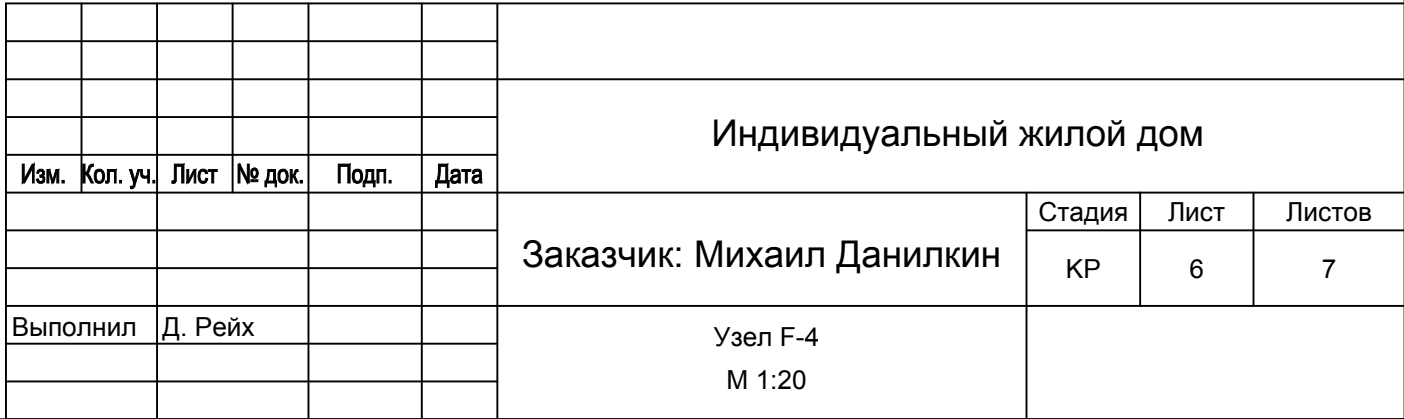 Индивидуальный жилой дом
Изм. Кол. уч. Лист № док. Подп. Дата
Стадия Лист Листов
Заказчик: Михаил Данилкин
КР 6 7
Выполнил Д. Рейх
Узел F-4
М 1:20